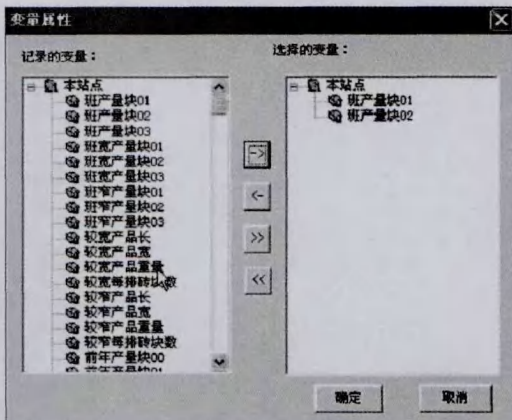 变量属性
记录的变量：
本站点
班产量块01
班产量块02
班产量块03
班宽产量块01
班宽产量块02
班宽产量块03
班窄产量块01
班窄产量块02
班窄产量块03
较宽产品长
较宽产品宽
较宽产品重量
较宽每排砖块数
较窄产品长
较窄产品宽
较窄产品重量
较窄每排砖块数
前年产量块00
前年产量块01
->
<-
>>
<<
选择的变量：
本站点
班产量块01
班产量块02
确定
取消